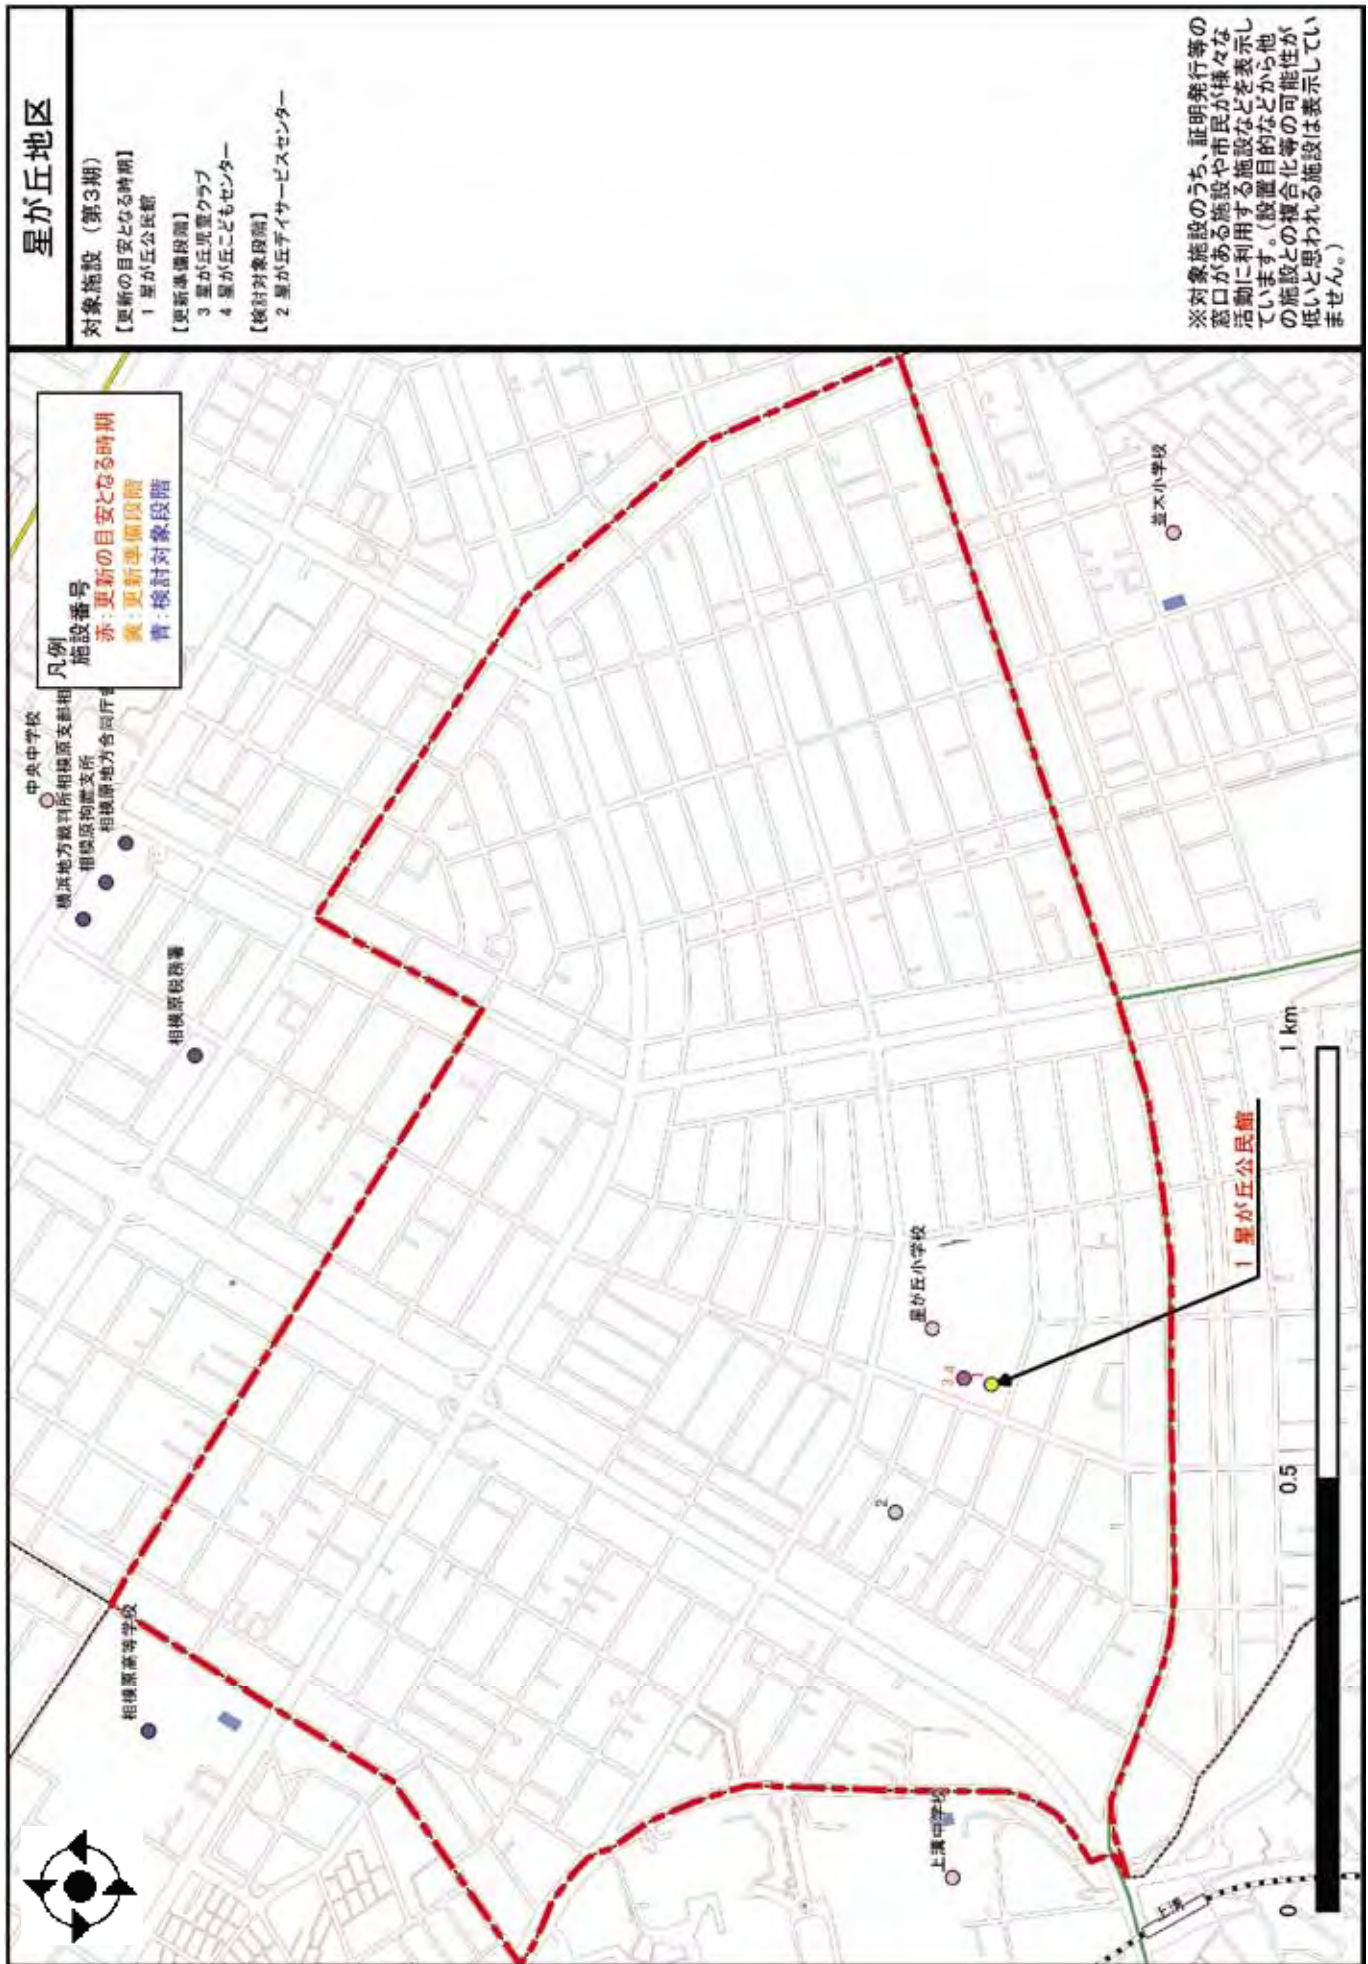 星が丘地区
対象施設（第3期）
【更新の目安となる時期】
1 星が丘公民館
【更新準備段階】
3 星が丘児童クラブ
4 星が丘こどもセンター
【検討対象段階】
2 星が丘デイサービスセンター
※対象施設のうち、証明発行等の
窓口がある施設や市民が様々な
活動に利用する施設などを表示し
ています。（設置目的などから他
の施設との複合化等の可能性が
低いと思われる施設は表示してい
ません。）
凡例
施設番号
赤：更新の目安となる時期
黄：更新準備段階
青：検討対象段階
中央中学校
横浜地方裁判所相模原支部相
相模原拘置支所
相模原地方合同庁舎
相模原税務署
相模原高等学校
並木小学校
星が丘小学校
3 4
1
2
1 星が丘公民館
上溝中学校
上溝
0
0.5
1 km